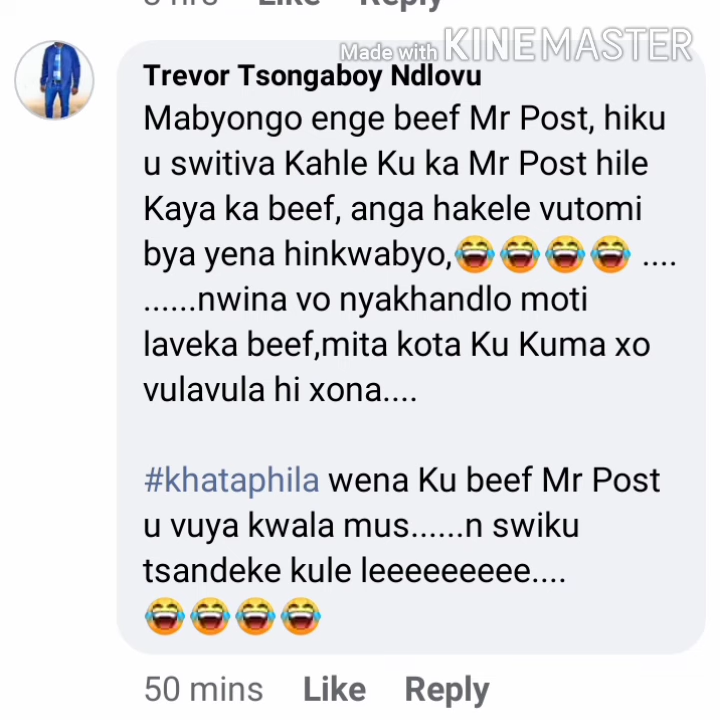 Made with KINEMASTER
Trevor Tsongaboy Ndlovu
Mabyongo enge beef Mr Post, hiku
u switiva Kahle Ku ka Mr Post hile
Kaya ka beef, anga hakele vutomi
bya yena hinkwabyo,😂😂😂😂 ....
......nwina vo nyakhandlo moti
laveka beef,mita kota Ku Kuma xo
vulavula hi xona....
#khataphila wena Ku beef Mr Post
u vuya kwala mus......n swiku
tsandeke kule leeeeeeeee....
😂😂😂😂
50 mins Like Reply